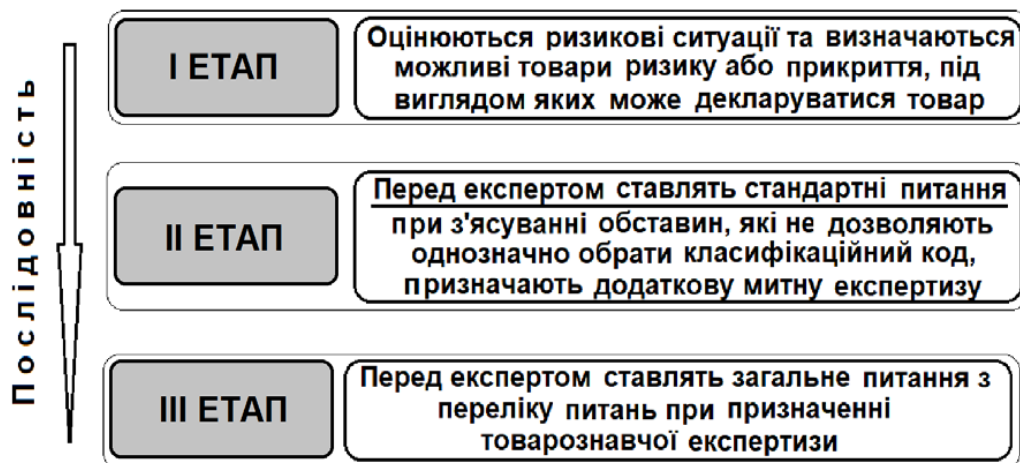 Послідовність
І ЕТАП
Оцінюються ризикові ситуації та визначаються
можливі товари ризику або прикриття, під
виглядом яких може декларуватися товар
ІІ ЕТАП
Перед експертом ставлять стандартні питання
при з'ясуванні обставин, які не дозволяють
однозначно обрати класифікаційний код,
призначають додаткову митну експертизу
ІІІ ЕТАП
Перед експертом ставлять загальне питання з
переліку питань при призначенні
товарознавчої експертизи